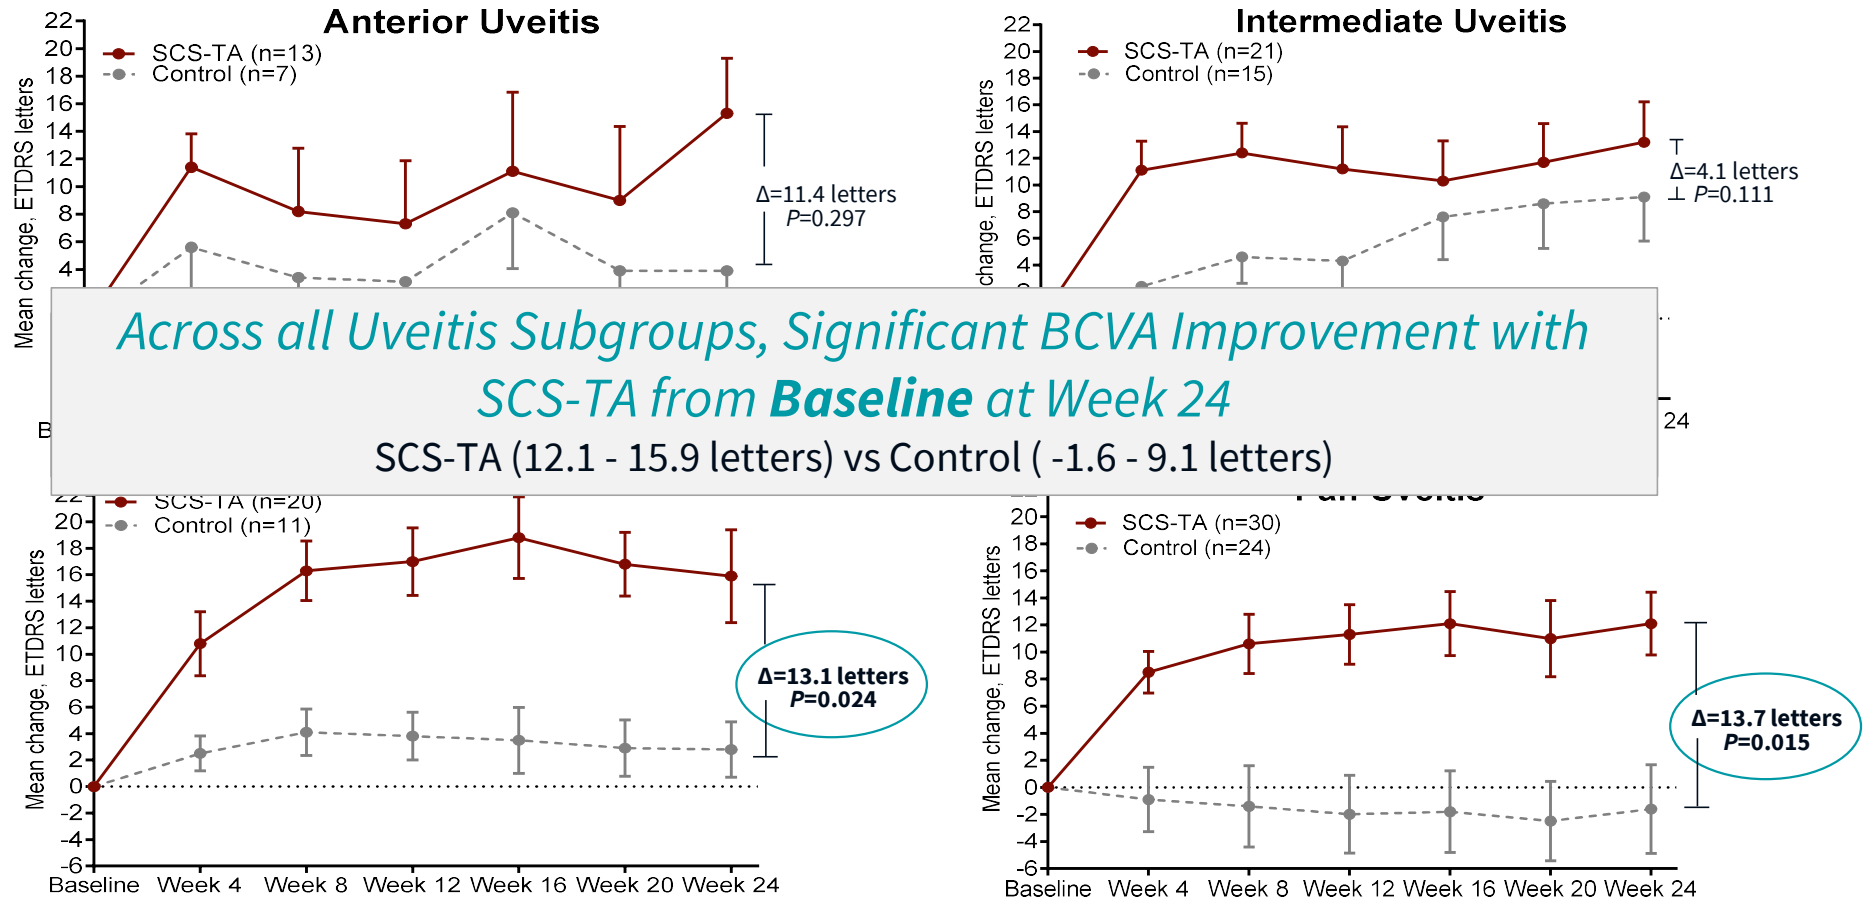 Anterior Uveitis
SCS-TA (n=13)
Control (n=7)
Mean change, ETDRS letters
22
20
18
16
14
12
10
8
6
4
Δ=11.4 letters
P=0.297
Intermediate Uveitis
SCS-TA (n=21)
Control (n=15)
change, ETDRS letters
22
20
18
16
14
12
10
8
6
4
Δ=4.1 letters
P=0.111
24
Across all Uveitis Subgroups, Significant BCVA Improvement with
SCS-TA from Baseline at Week 24
SCS-TA (12.1 - 15.9 letters) vs Control ( -1.6 - 9.1 letters)
SCS-TA (n=20)
Control (n=11)
Mean change, ETDRS letters
22
20
18
16
14
12
10
8
6
4
2
0
-2
-4
-6
Baseline Week 4 Week 8 Week 12 Week 16 Week 20 Week 24
Δ=13.1 letters
P=0.024
Uveitis
SCS-TA (n=30)
Control (n=24)
Mean change, ETDRS letters
20
18
16
14
12
10
8
6
4
2
0
-2
-4
-6
Baseline Week 4 Week 8 Week 12 Week 16 Week 20 Week 24
Δ=13.7 letters
P=0.015